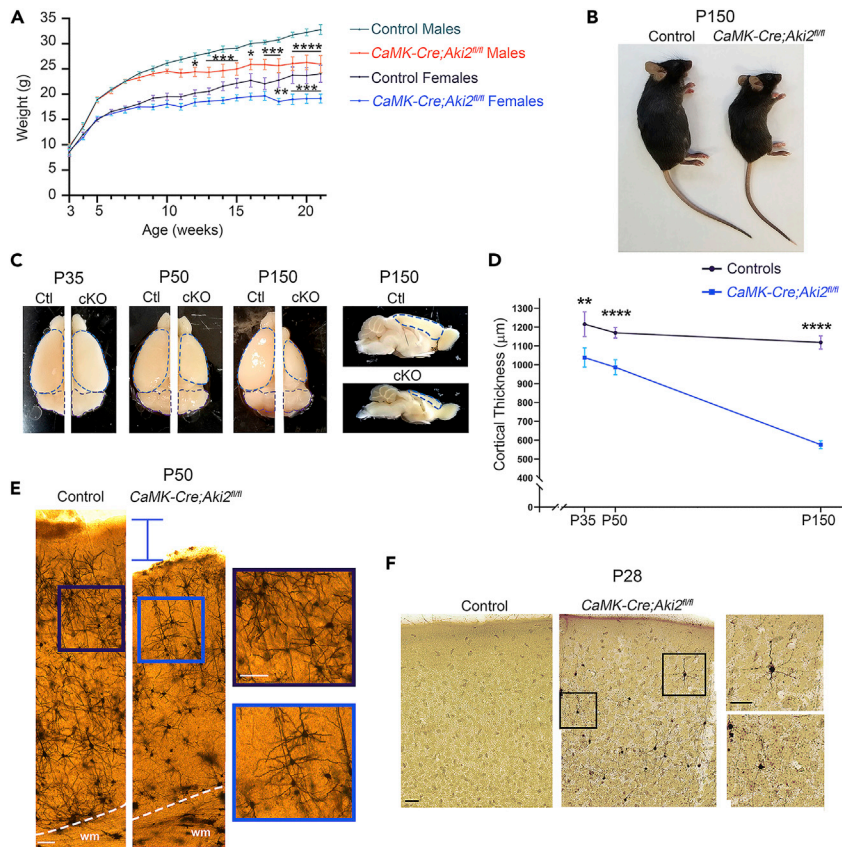 A
35
30
25
20
15
10
5
0
Weight (g)
3
5
10
15
20
Age (weeks)
*
***
*
***
****
**
***
Control Males
CaMK-Cre;Aki2fl/fl Males
Control Females
CaMK-Cre;Aki2fl/fl Females
B
P150
Control CaMK-Cre;Aki2fl/fl
C
P35 P50 P150 P150
Ctl cKO Ctl cKO Ctl cKO Ctl
cKO
D
Controls
CaMK-Cre;Aki2fl/fl
Cortical Thickness (μm)
1300
1200
1100
1000
900
800
700
600
500
400
0
**
****
****
P35 P50 P150
E
P50
Control CaMK-Cre;Aki2fl/fl
wm wm
F
P28
Control CaMK-Cre;Aki2fl/fl